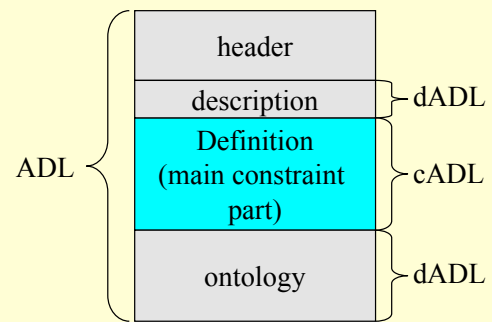 header
description
dADL
Definition
(main constraint
part)
ADL
cADL
ontology
dADL